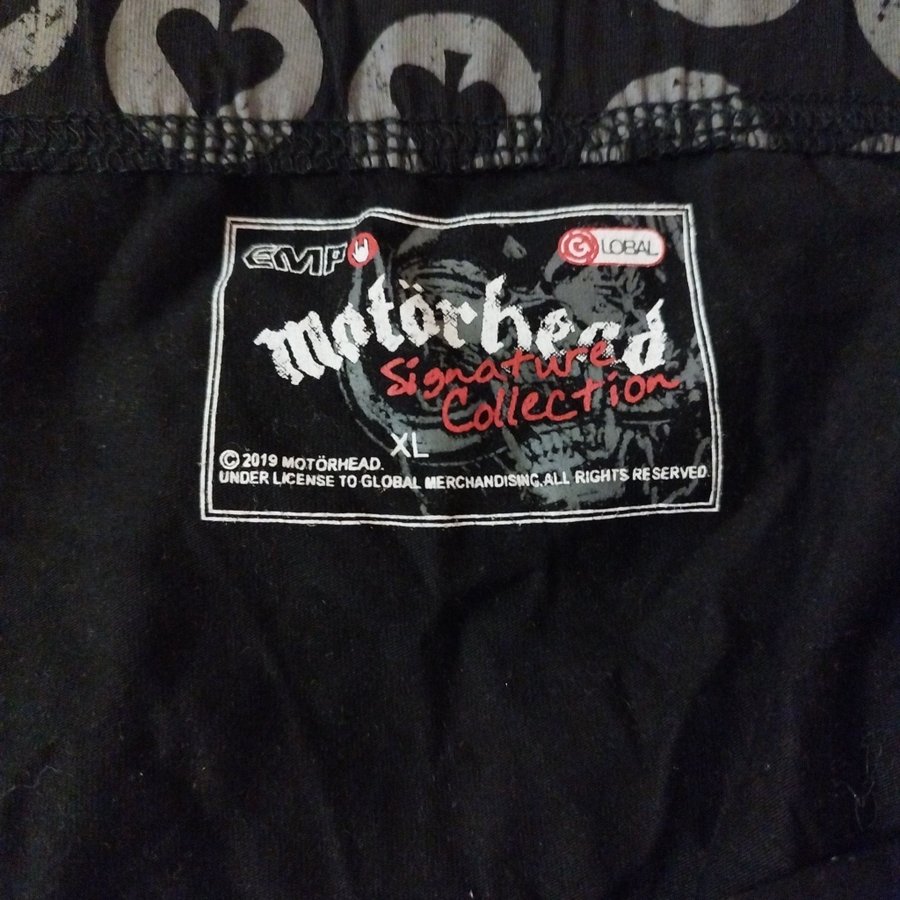 EMP
GLOBAL
motörhead
Signature
Collection
XL
© 2019 MOTÖRHEAD.
UNDER LICENSE TO GLOBAL MERCHANDISING.ALL RIGHTS RESERVED.